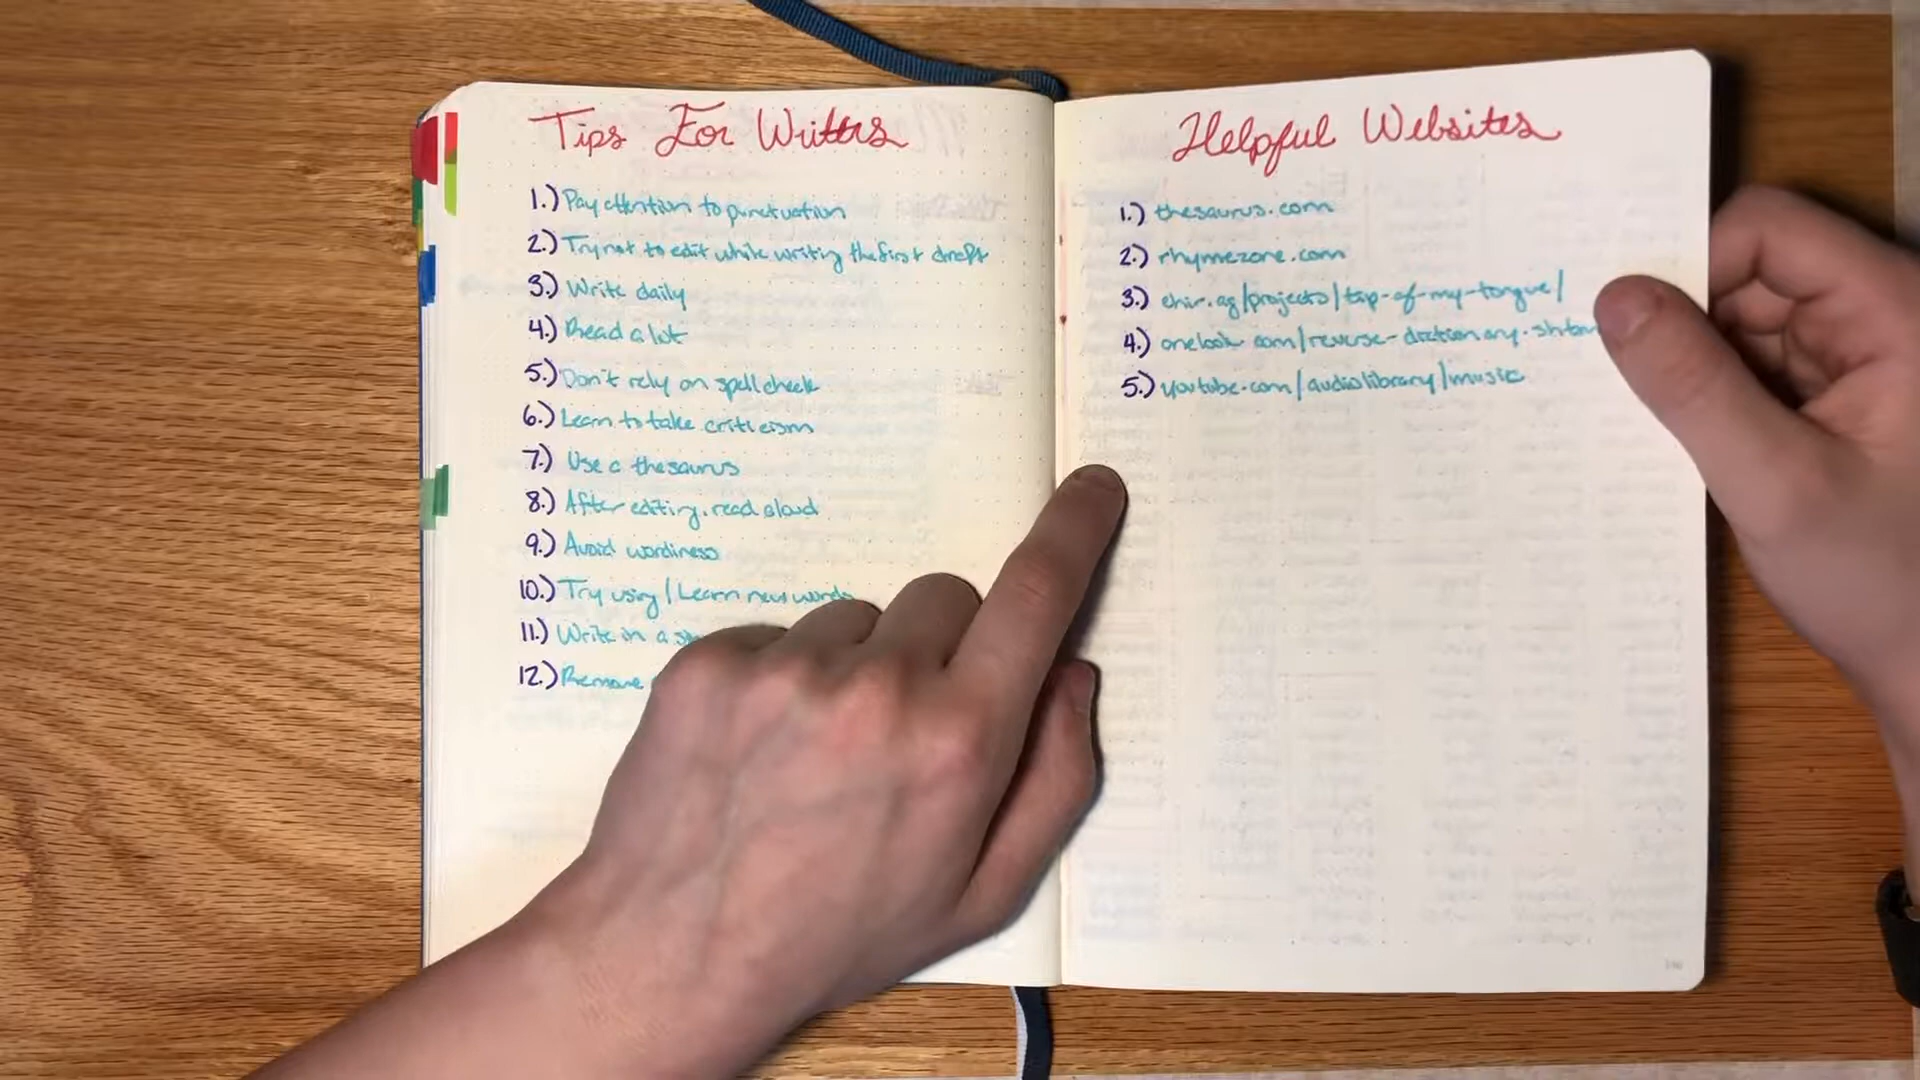 Tips For Writers
1.) Pay attention to punctuation
2.) Try not to edit while writing the first draft
3.) Write daily
4.) Read a lot
5.) Don't rely on spell check
6.) Learn to take criticism
7.) Use a thesaurus
8.) After editing, read aloud
9.) Avoid wordiness
10.) Try using/Learn new words
11.) Write in a
12.) Remove
Helpful Websites
1.) thesaurus.com
2.) rhymezone.com
3.) chir.ag/projects/tip-of-my-tongue/
4.) onelook.com/reverse-dictionary.shtm
5.) youtube.com/audiolibrary/music